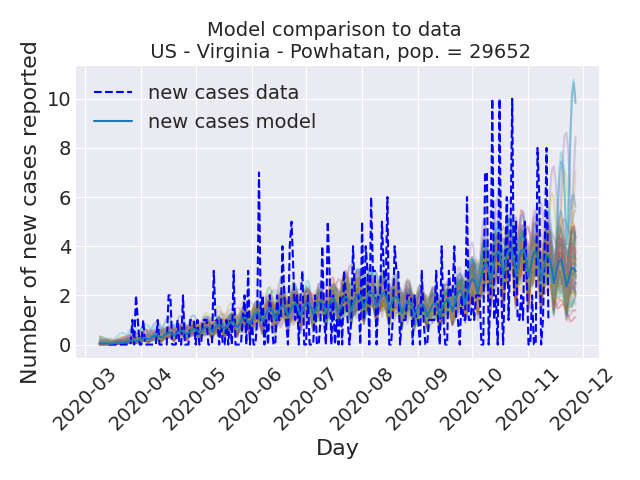 Model comparison to data
US - Virginia - Powhatan, pop. = 29652
Number of new cases reported
10
8
6
4
2
0
new cases data
new cases model
2020-03
2020-04
2020-05
2020-06
2020-07
2020-08
2020-09
2020-10
2020-11
2020-12
Day